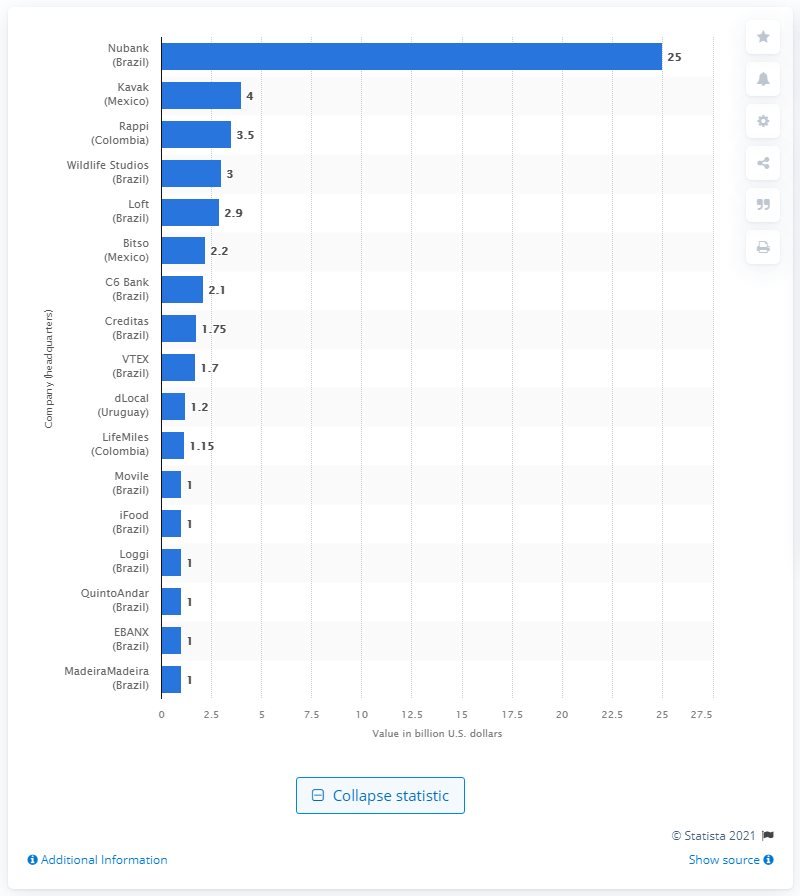 Nubank
(Brazil)
25
Kavak
(Mexico)
4
Rappi
(Colombia)
3.5
Wildlife Studios
(Brazil)
3
Loft
(Brazil)
2.9
Bitso
(Mexico)
2.2
C6 Bank
(Brazil)
2.1
Creditas
(Brazil)
1.75
VTEX
(Brazil)
1.7
dLocal
(Uruguay)
1.2
LifeMiles
(Colombia)
1.15
Movile
(Brazil)
1
iFood
(Brazil)
1
Loggi
(Brazil)
1
QuintoAndar
(Brazil)
1
EBANX
(Brazil)
1
MadeiraMadeira
(Brazil)
1
Company (headquarters)
0 2.5 5 7.5 10 12.5 15 17.5 20 22.5 25 27.5
Value in billion U.S. dollars
Collapse statistic
© Statista 2021
Additional Information
Show source